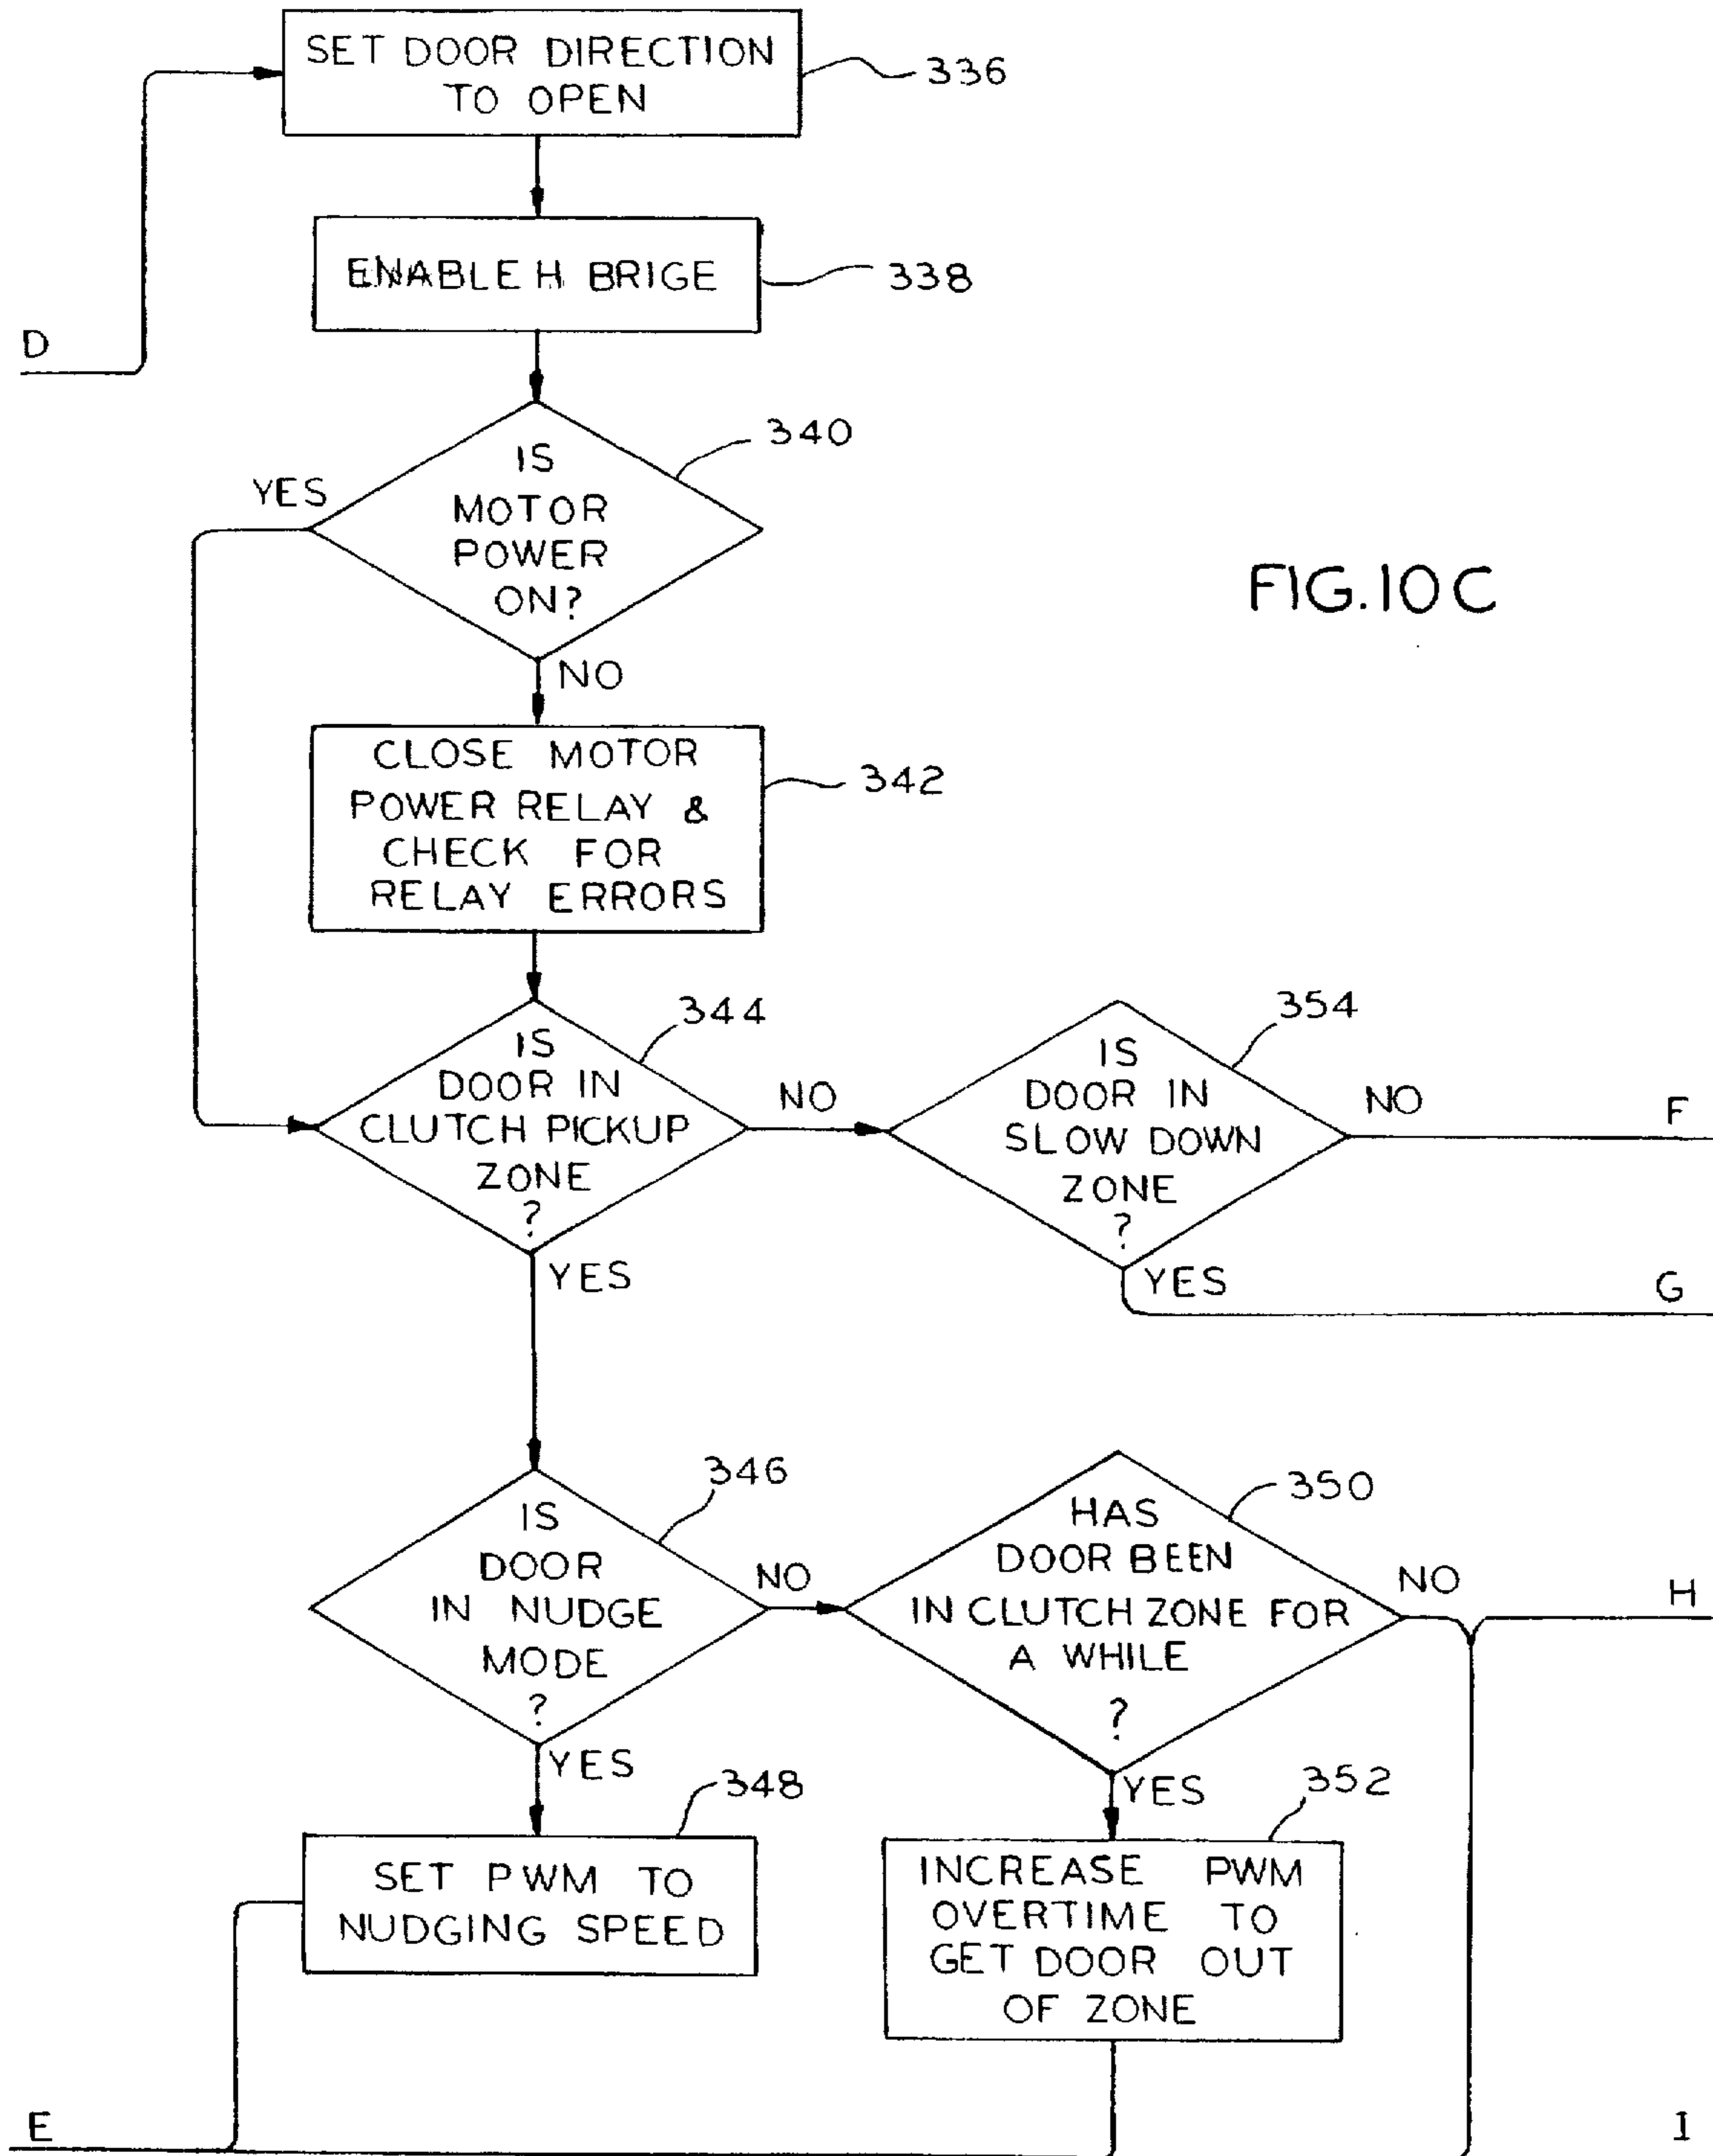 SET DOOR DIRECTION
TO OPEN
336
ENABLE H BRIGE
338
D
IS
MOTOR
POWER
ON?
340
YES
NO
FIG.10C
CLOSE MOTOR
POWER RELAY &
CHECK FOR
RELAY ERRORS
342
IS
DOOR IN
CLUTCH PICKUP
ZONE
?
344
NO
YES
IS
DOOR IN
SLOW DOWN
ZONE
?
354
NO
F
YES
G
IS
DOOR
IN NUDGE
MODE
?
346
NO
YES
HAS
DOOR BEEN
IN CLUTCH ZONE FOR
A WHILE
?
350
NO
H
YES
SET PWM TO
NUDGING SPEED
348
INCREASE PWM
OVERTIME TO
GET DOOR OUT
OF ZONE
352
E
I